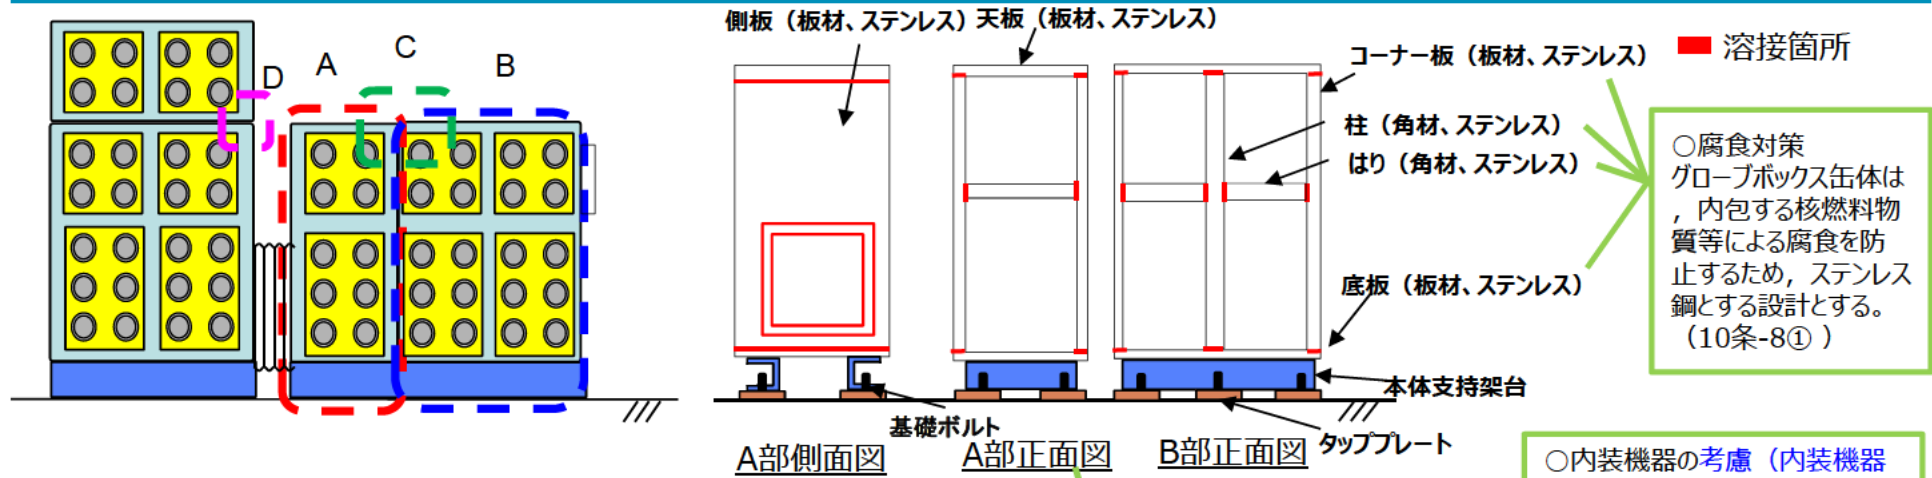 側板（板材、ステンレス）
天板（板材、ステンレス）
コーナー板（板材、ステンレス）
溶接箇所
D
A
C
B
柱（角材、ステンレス）
はり（角材、ステンレス）
底板（板材、ステンレス）
本体支持架台
基礎ボルト
タッププレート
A部側面図
A部正面図
B部正面図
○腐食対策
グローブボックス缶体は
，内包する核燃料物
質等による腐食を防
止するため，ステンレス
鋼とする設計とする。
（10条-8①）
○内装機器の考慮（内装機器